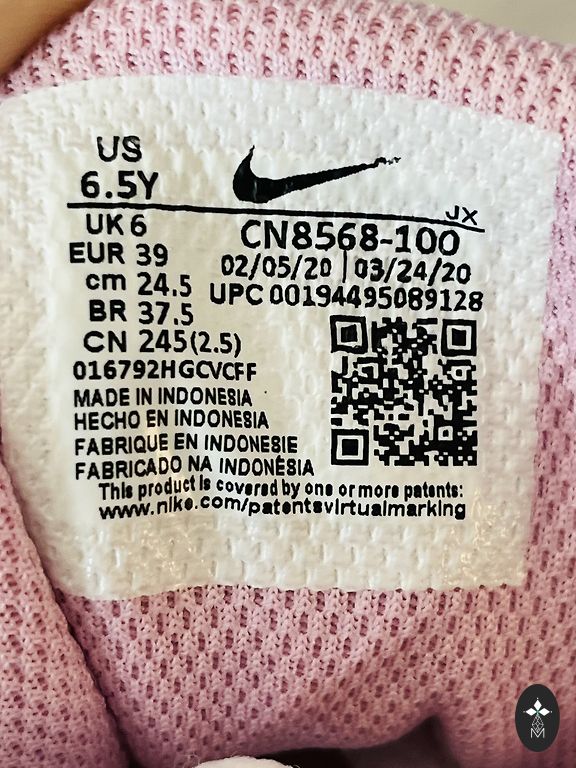 US
6.5Y
JX
UK 6
EUR 39
cm 24.5
BR 37.5
CN 245(2.5)
CN8568-100
02/05/20 | 03/24/20
UPC 00194495089128
016792HGCVCFF
MADE IN INDONESIA
HECHO EN INDONESIA
FABRIQUE EN INDONESIE
FABRICADO NA INDONÉSIA
This product is covered by one or more patents:
www.nike.com/patentsvirtualmarking
M